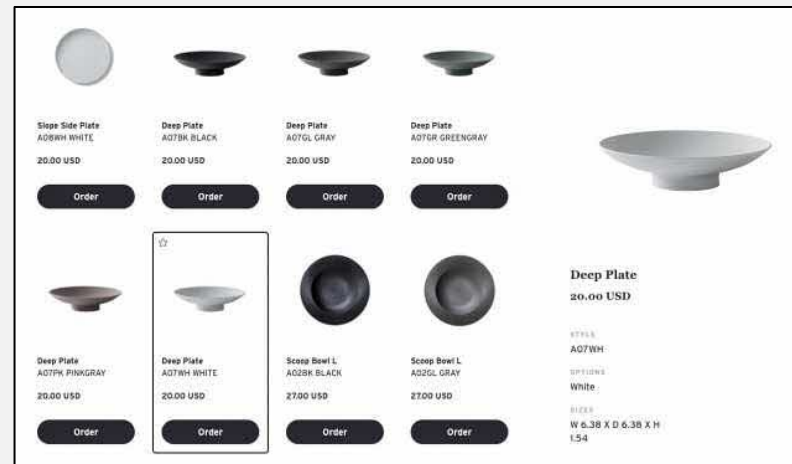 Slope Side Plate
A08WH WHITE
20.00 USD
Order
Deep Plate
A07BK BLACK
20.00 USD
Order
Deep Plate
A07GL GRAY
20.00 USD
Order
Deep Plate
A07GR GREENGRAY
20.00 USD
Order
Deep Plate
A07PK PINKGRAY
20.00 USD
Order
Deep Plate
A07WH WHITE
20.00 USD
Order
Scoop Bowl L
A02BK BLACK
27.00 USD
Order
Scoop Bowl L
A02GL GRAY
27.00 USD
Order
Deep Plate
20.00 USD
STYLE
A07WH
OPTIONS
White
SIZES
W 6.38 X D 6.38 X H
1.54